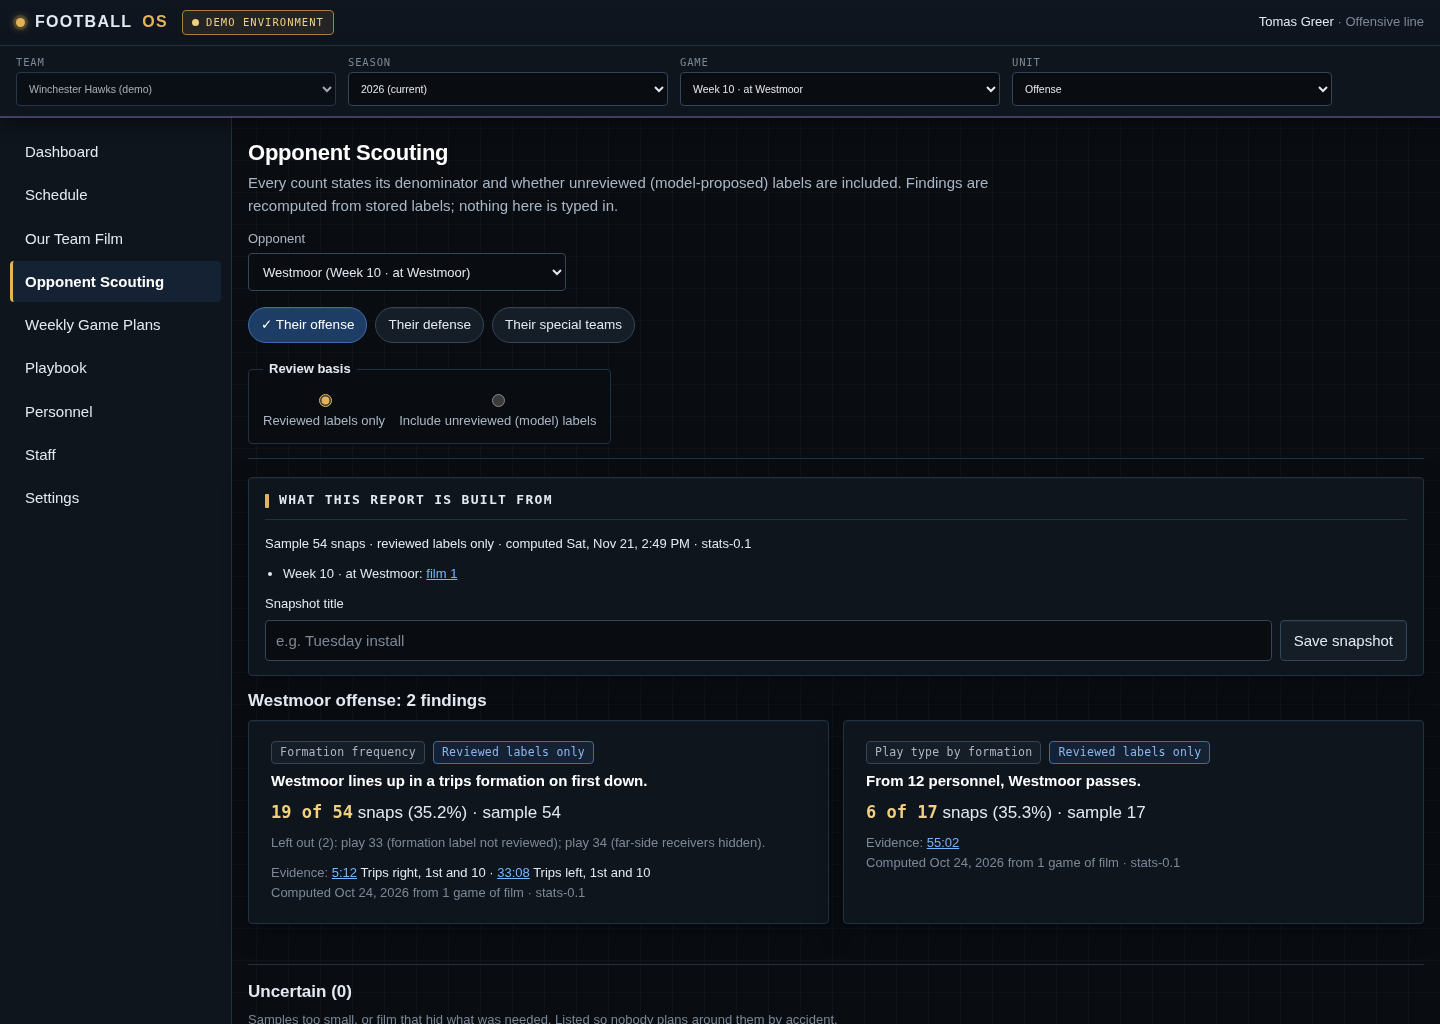 FOOTBALL OS
DEMO ENVIRONMENT
Tomas Greer · Offensive line
TEAM
SEASON
GAME
UNIT
Winchester Hawks (demo)
2026 (current)
Week 10 · at Westmoor
Offense
Dashboard
Schedule
Our Team Film
Opponent Scouting
Weekly Game Plans
Playbook
Personnel
Staff
Settings
Opponent Scouting
Every count states its denominator and whether unreviewed (model-proposed) labels are included. Findings are
recomputed from stored labels; nothing here is typed in.
Opponent
Westmoor (Week 10 · at Westmoor)
✓ Their offense
Their defense
Their special teams
Review basis
Reviewed labels only
Include unreviewed (model) labels
WHAT THIS REPORT IS BUILT FROM
Sample 54 snaps · reviewed labels only · computed Sat, Nov 21, 2:49 PM · stats-0.1
• Week 10 · at Westmoor: film 1
Snapshot title
e.g. Tuesday install
Save snapshot
Westmoor offense: 2 findings
Formation frequency
Reviewed labels only
Westmoor lines up in a trips formation on first down.
19 of 54 snaps (35.2%) · sample 54
Left out (2): play 33 (formation label not reviewed); play 34 (far-side receivers hidden).
Evidence: 5:12 Trips right, 1st and 10 · 33:08 Trips left, 1st and 10
Computed Oct 24, 2026 from 1 game of film · stats-0.1
Play type by formation
Reviewed labels only
From 12 personnel, Westmoor passes.
6 of 17 snaps (35.3%) · sample 17
Evidence: 55:02
Computed Oct 24, 2026 from 1 game of film · stats-0.1
Uncertain (0)
Samples too small, or film that hid what was needed. Listed so nobody plans around them by accident.